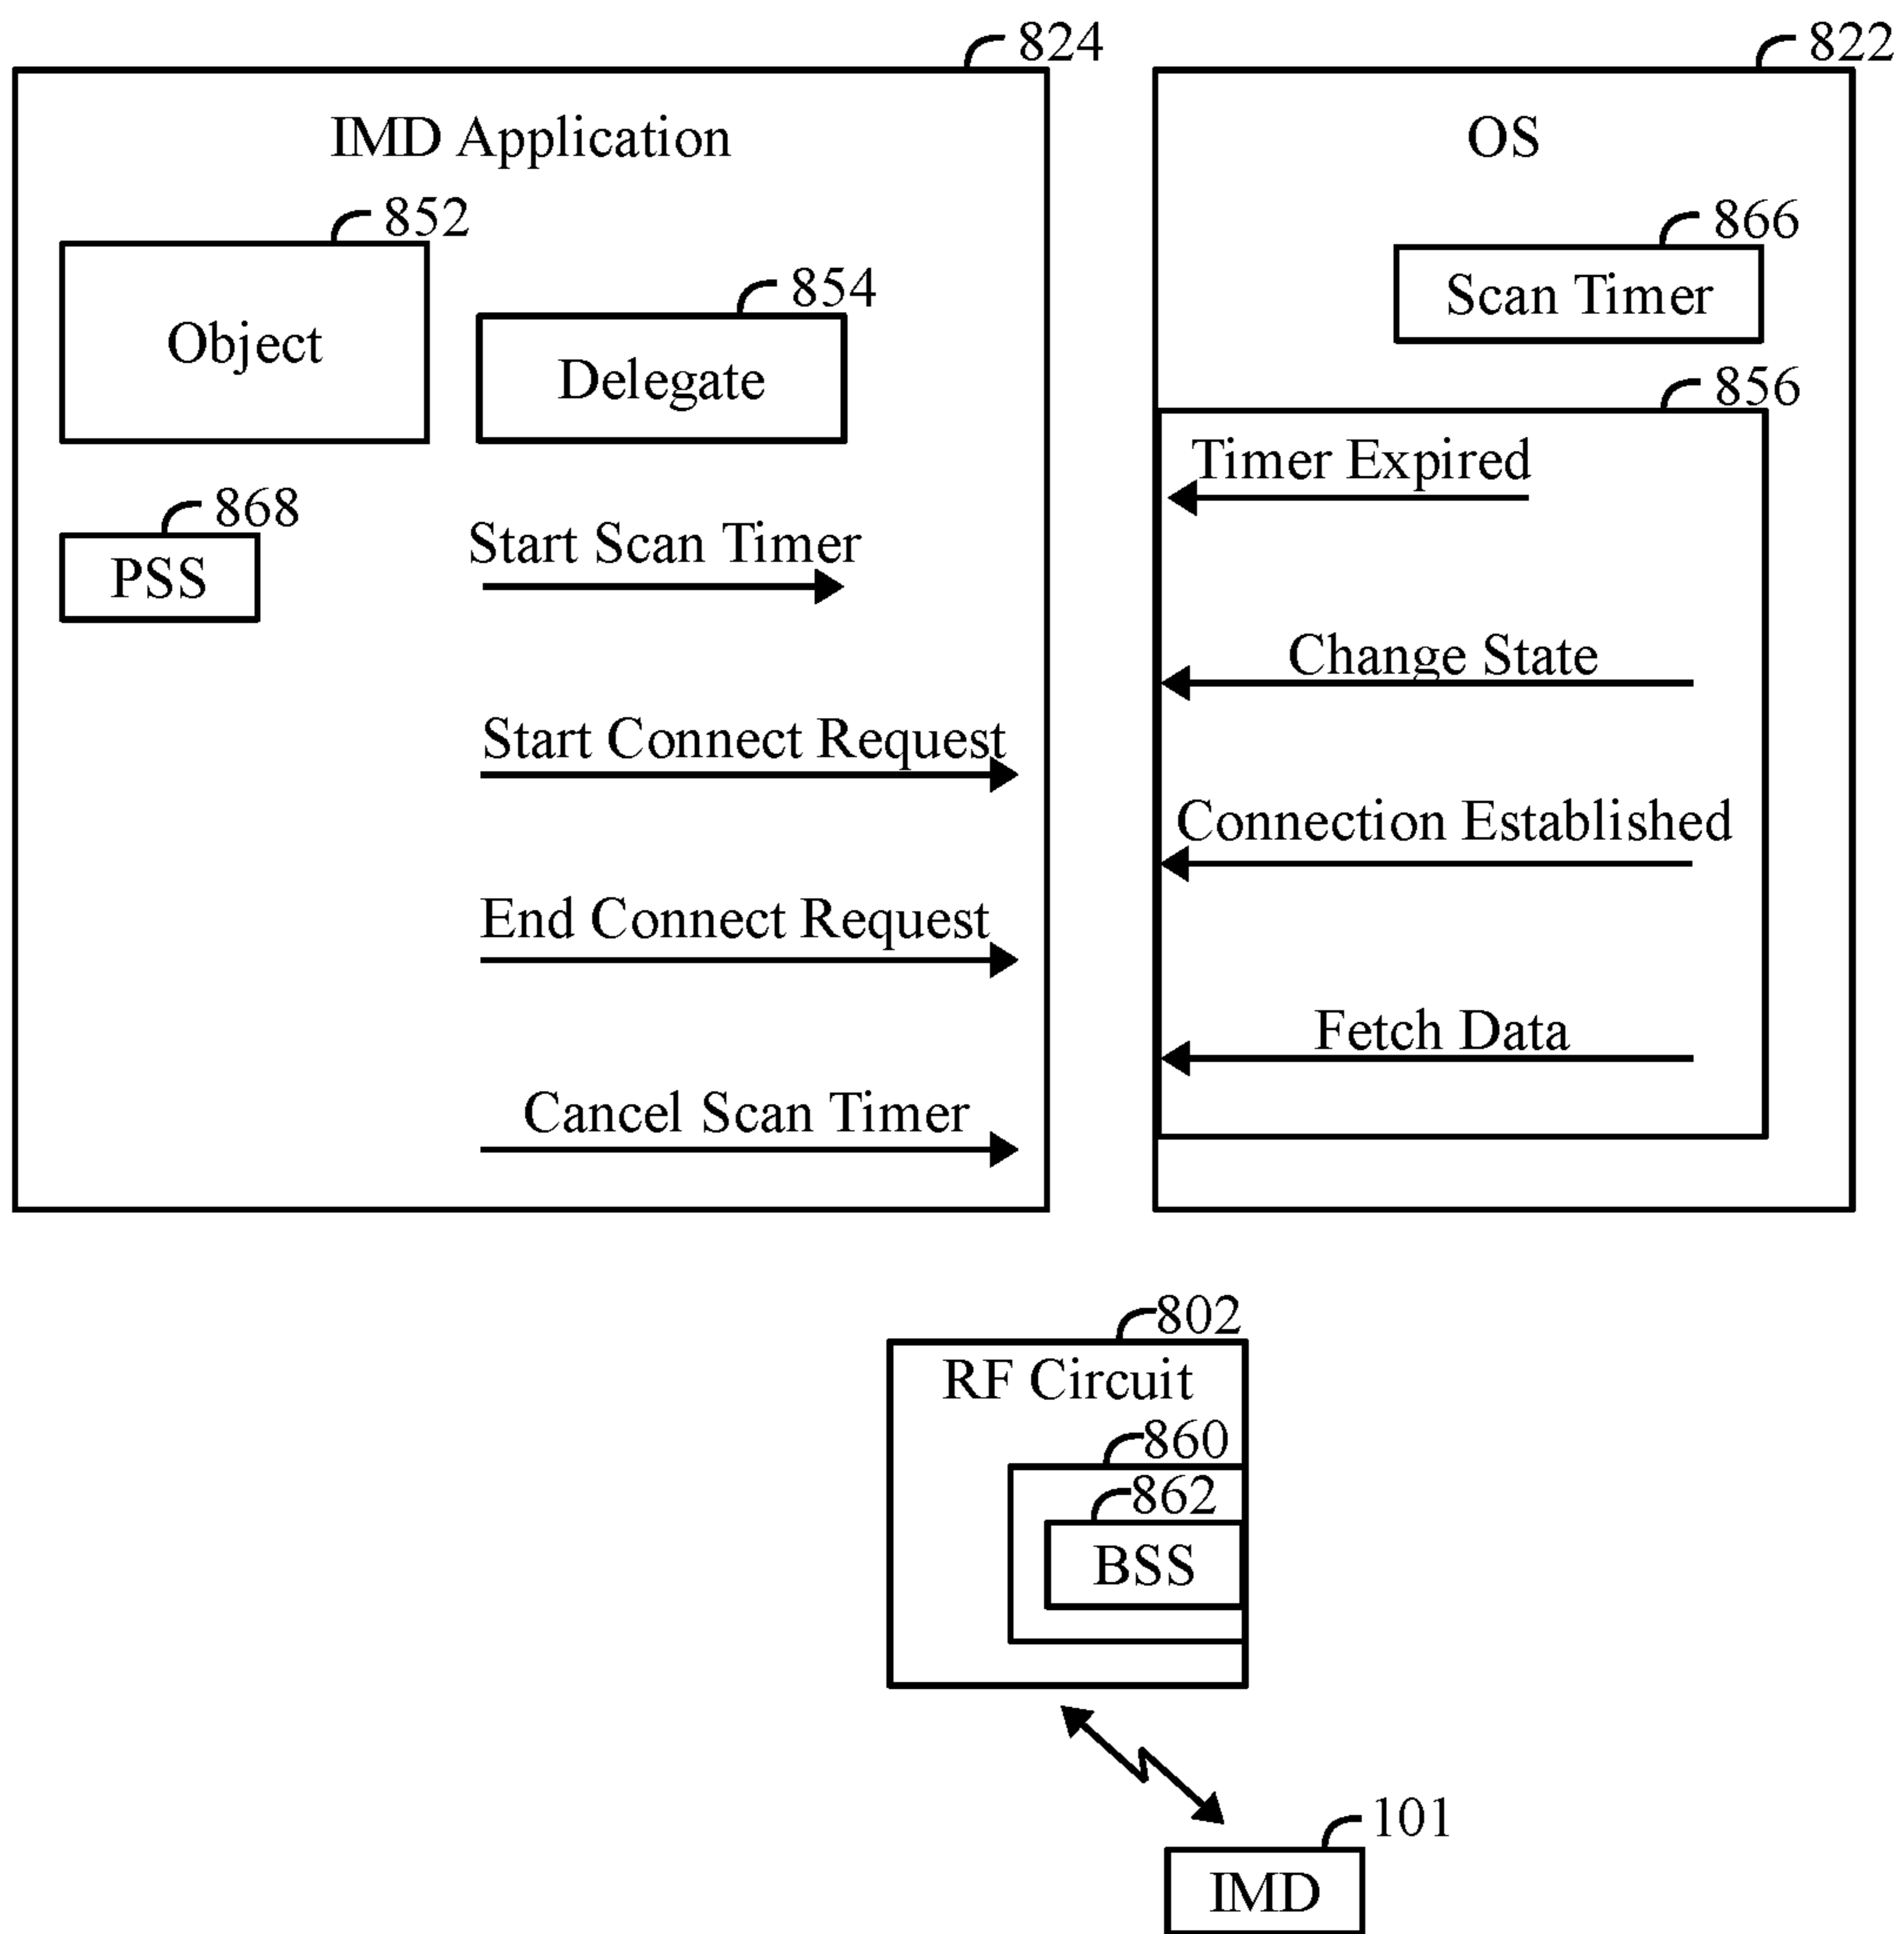 824
IMD Application
852
Object
854
Delegate
868
PSS
Start Scan Timer
Start Connect Request
End Connect Request
Cancel Scan Timer
822
OS
866
Scan Timer
856
Timer Expired
Change State
Connection Established
Fetch Data
802
RF Circuit
860
862
BSS
101
IMD